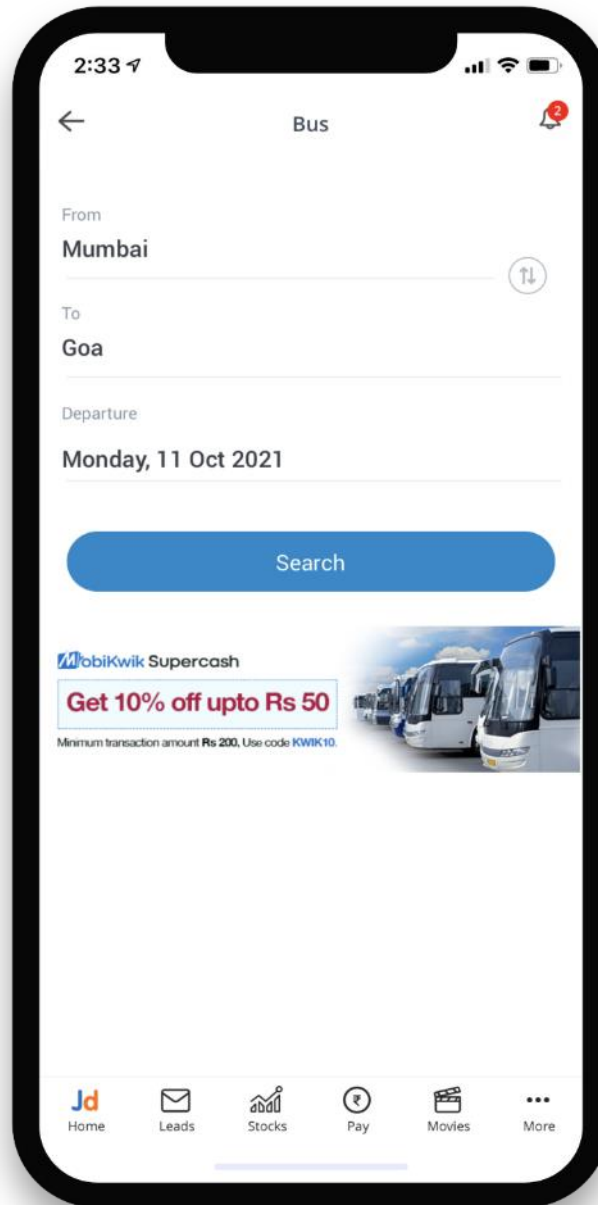 2:33
Bus
2
From
Mumbai
To
Goa
Departure
Monday, 11 Oct 2021
Search
MobiKwik Supercash
Get 10% off upto Rs 50
Minimum transaction amount Rs 200, Use code KWIK10.
Jd
Home Leads Stocks Pay Movies More